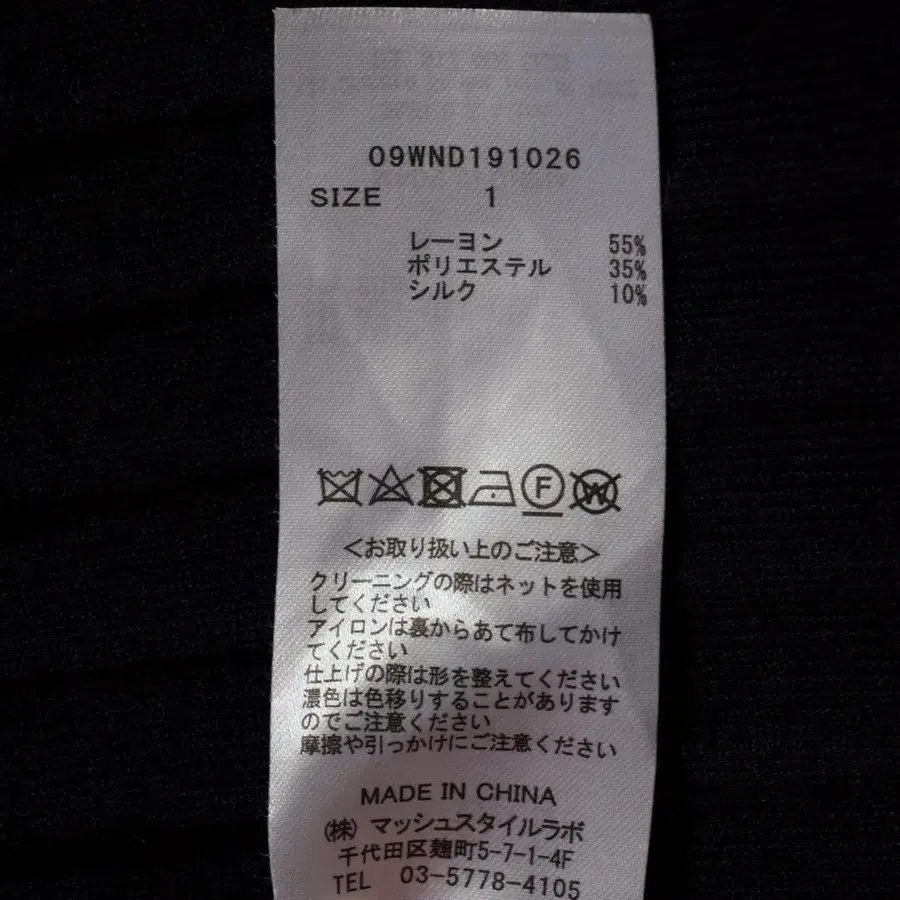 09WND191026
SIZE 1
レーヨン 55%
ポリエステル 35%
シルク 10%
F W
<お取り扱い上のご注意>
クリーニングの際はネットを使用
してください
アイロンは裏からあて布してかけ
てください
仕上げの際は形を整えてください
濃色は色移りすることがあります
のでご注意ください
摩擦や引っかけにご注意ください
MADE IN CHINA
(株) マッシュスタイルラボ
千代田区麹町5-7-1-4F
TEL 03-5778-4105